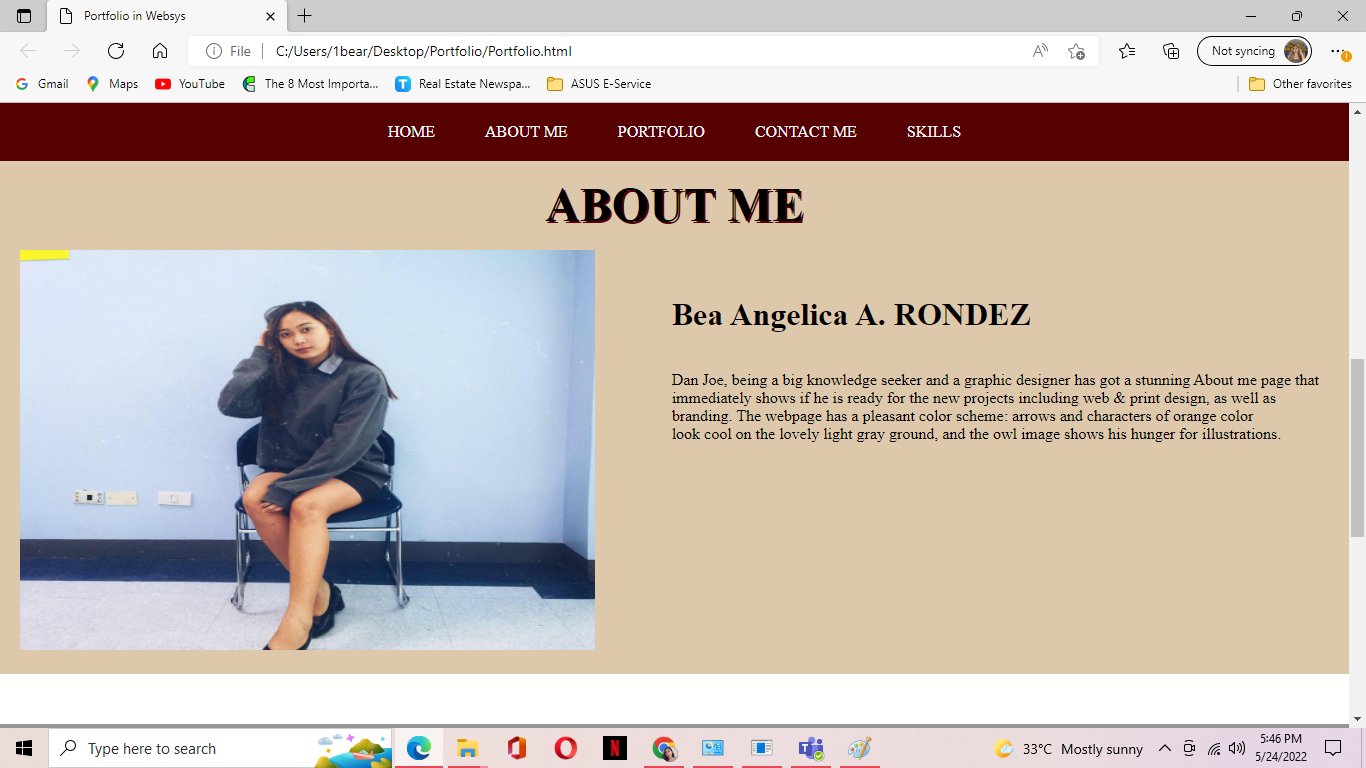 Portfolio in Websys
File C:/Users/1bear/Desktop/Portfolio/Portfolio.html Not syncing
Gmail Maps YouTube The 8 Most Importa... Real Estate Newspa... ASUS E-Service Other favorites
HOME ABOUT ME PORTFOLIO CONTACT ME SKILLS
ABOUT ME
Bea Angelica A. RONDEZ
Dan Joe, being a big knowledge seeker and a graphic designer has got a stunning About me page that
immediately shows if he is ready for the new projects including web & print design, as well as
branding. The webpage has a pleasant color scheme: arrows and characters of orange color
look cool on the lovely light gray ground, and the owl image shows his hunger for illustrations.
Type here to search
33°C Mostly sunny
5:46 PM
5/24/2022